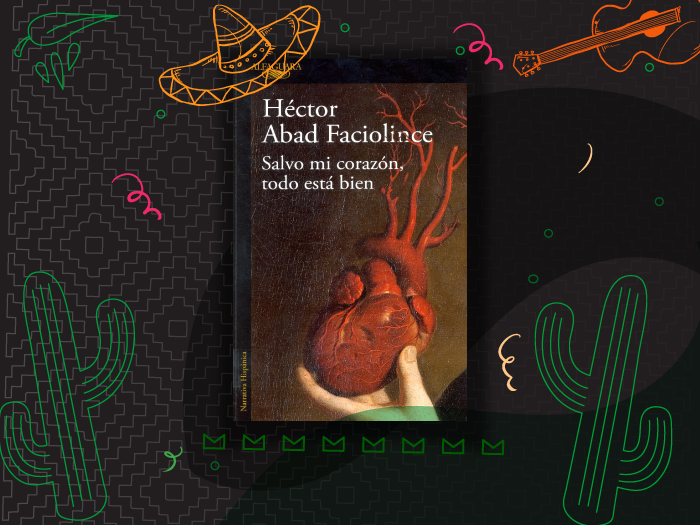 ALFAGUARA
Héctor
Abad Faciolince
Salvo mi corazón,
todo está bien
Narrativa Hispánica